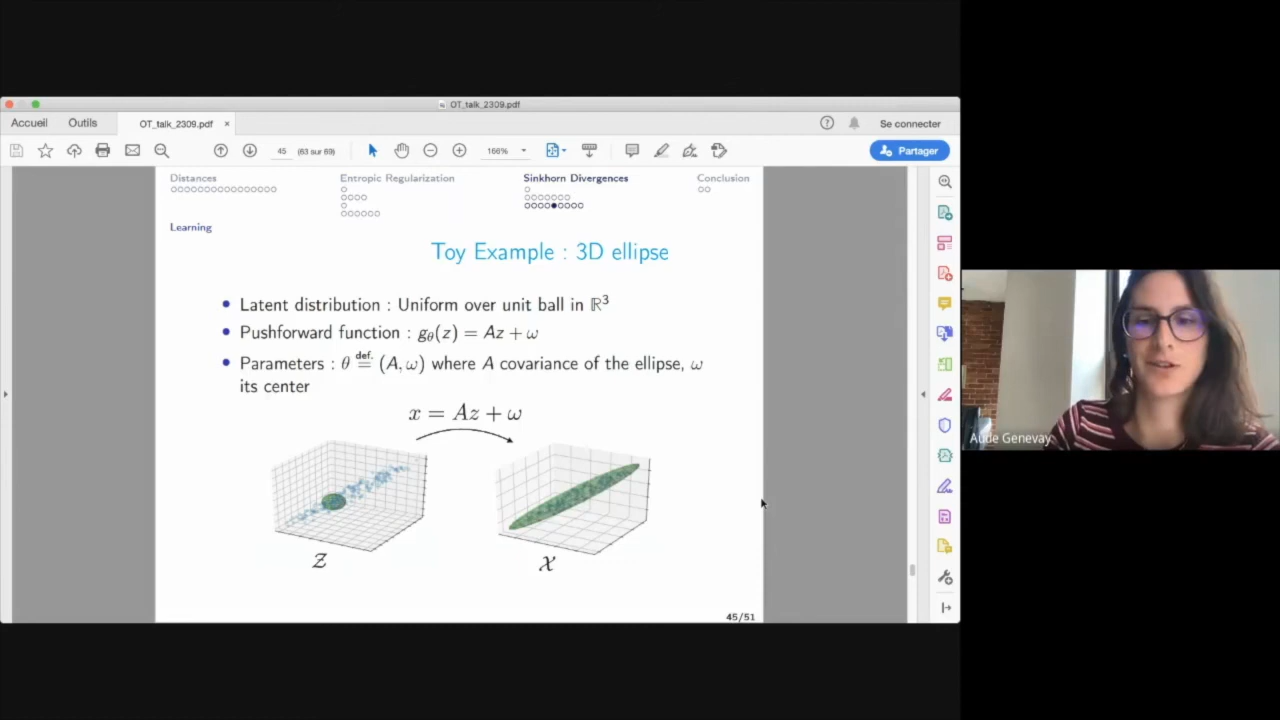 OT_talk_2309.pdf
Accueil Outils OT_talk_2309.pdf × Se connecter
45 (63 sur 69) 166% Partager
Distances Entropic Regularization Sinkhorn Divergences Conclusion
Learning
Toy Example : 3D ellipse
Latent distribution : Uniform over unit ball in ℝ³
Pushforward function : g_θ(z) = Az + ω
Parameters : θ def. = (A, ω) where A covariance of the ellipse, ω
its center
x = Az + ω
𝒵 𝒳
45/51
Aude Genevay